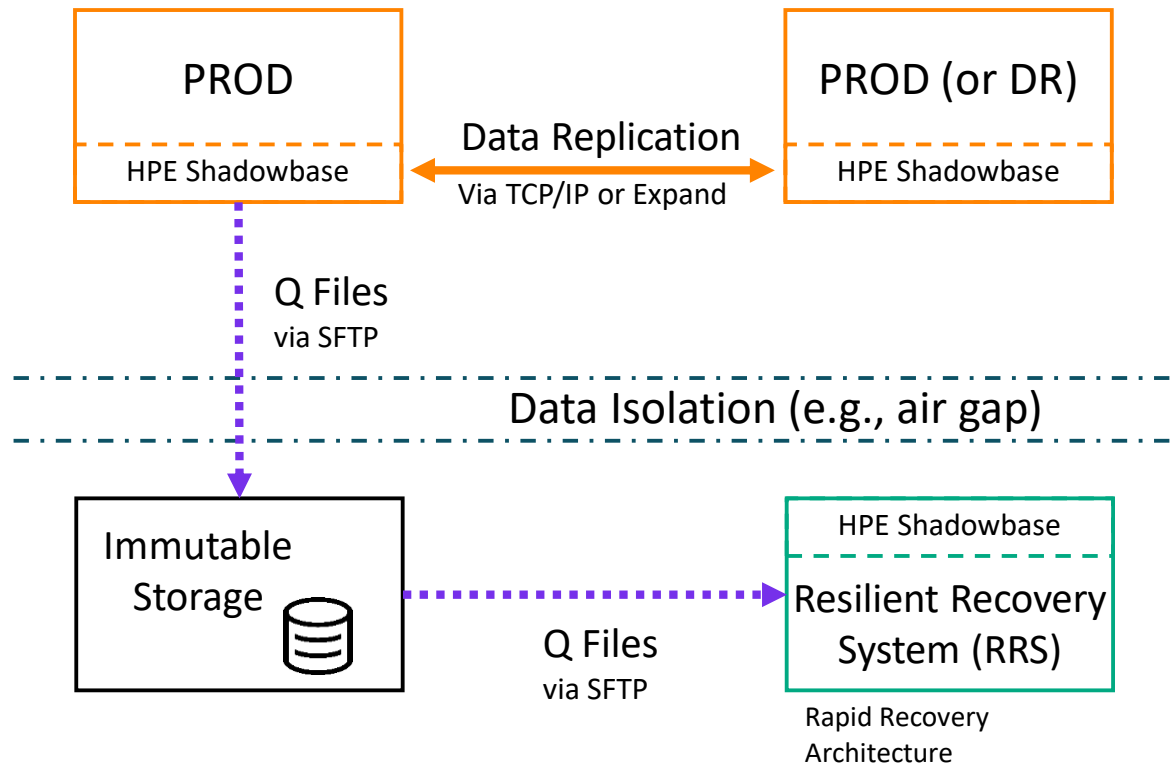 PROD
HPE Shadowbase
Data Replication
Via TCP/IP or Expand
PROD (or DR)
HPE Shadowbase
Q Files
via SFTP
Data Isolation (e.g., air gap)
Immutable
Storage
Q Files
via SFTP
HPE Shadowbase
Resilient Recovery
System (RRS)
Rapid Recovery
Architecture